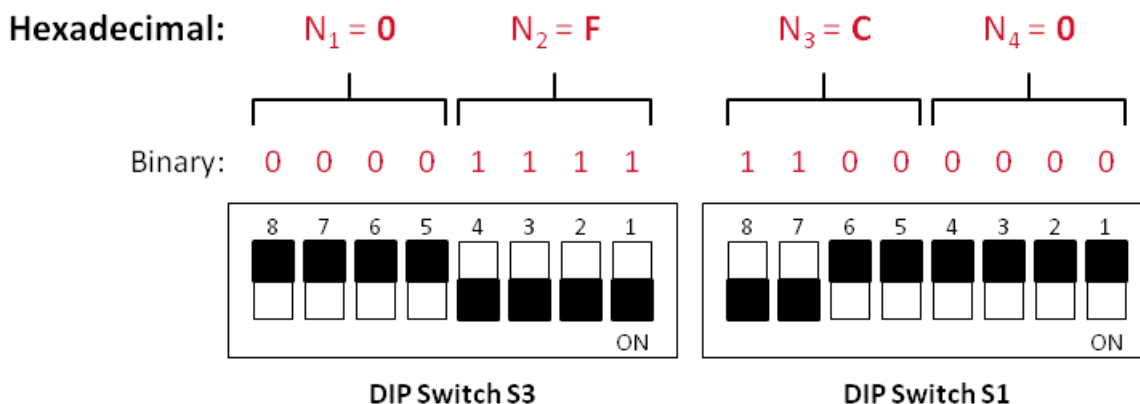 Hexadecimal: N₁ = 0 N₂ = F N₃ = C N₄ = 0
Binary: 0 0 0 0 1 1 1 1 1 1 0 0 0 0 0 0
8 7 6 5 4 3 2 1 8 7 6 5 4 3 2 1
ON ON
DIP Switch S3 DIP Switch S1